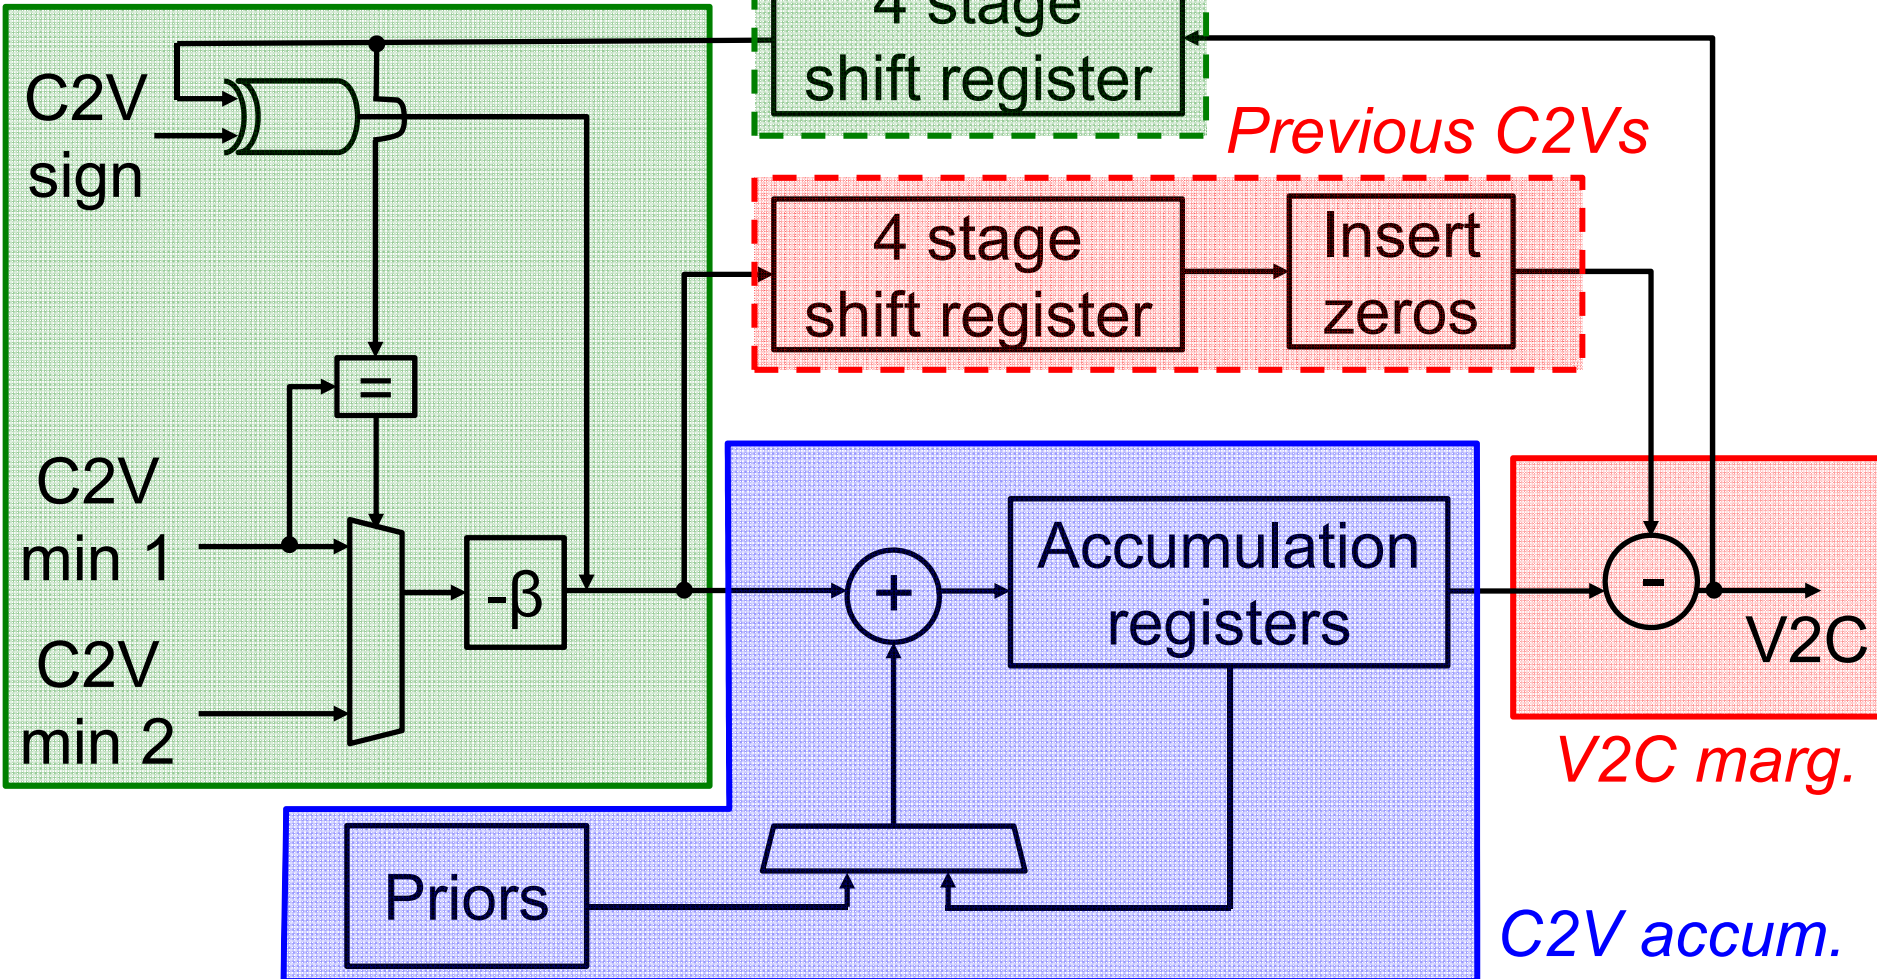 4 stage
shift register
C2V
sign
Previous C2Vs
4 stage
shift register
Insert
zeros
=
C2V
min 1
-β
C2V
min 2
+
Accumulation
registers
-
V2C
V2C marg.
Priors
C2V accum.